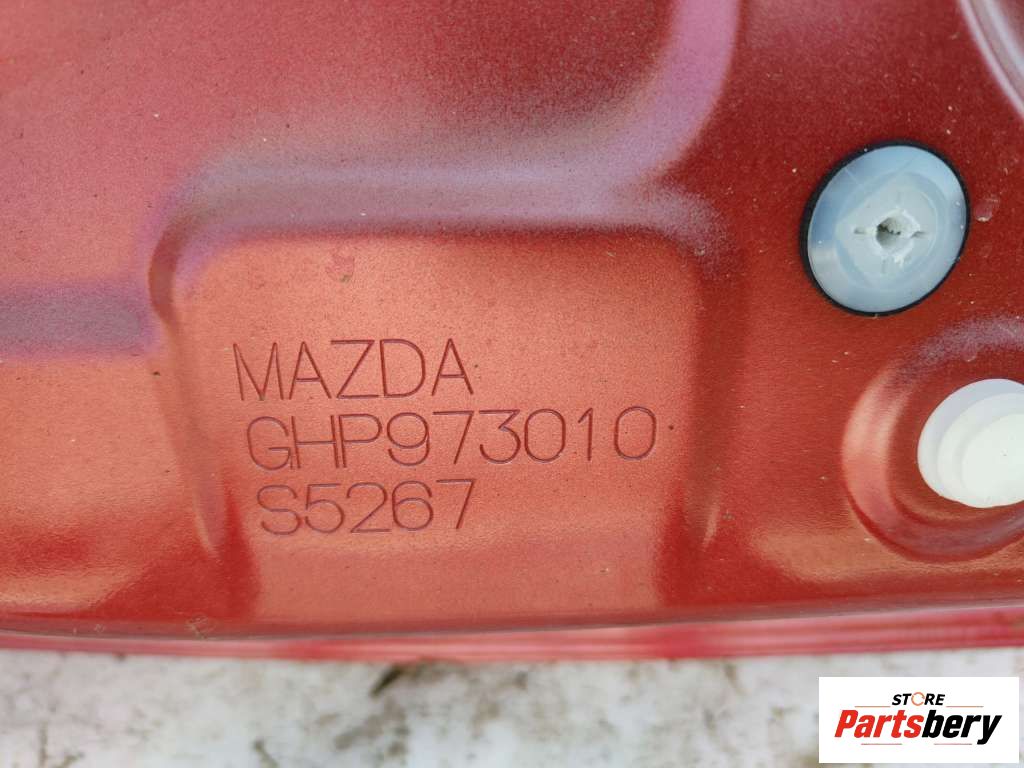 MAZDA
GHP973010
S5267
STORE
Partsbery